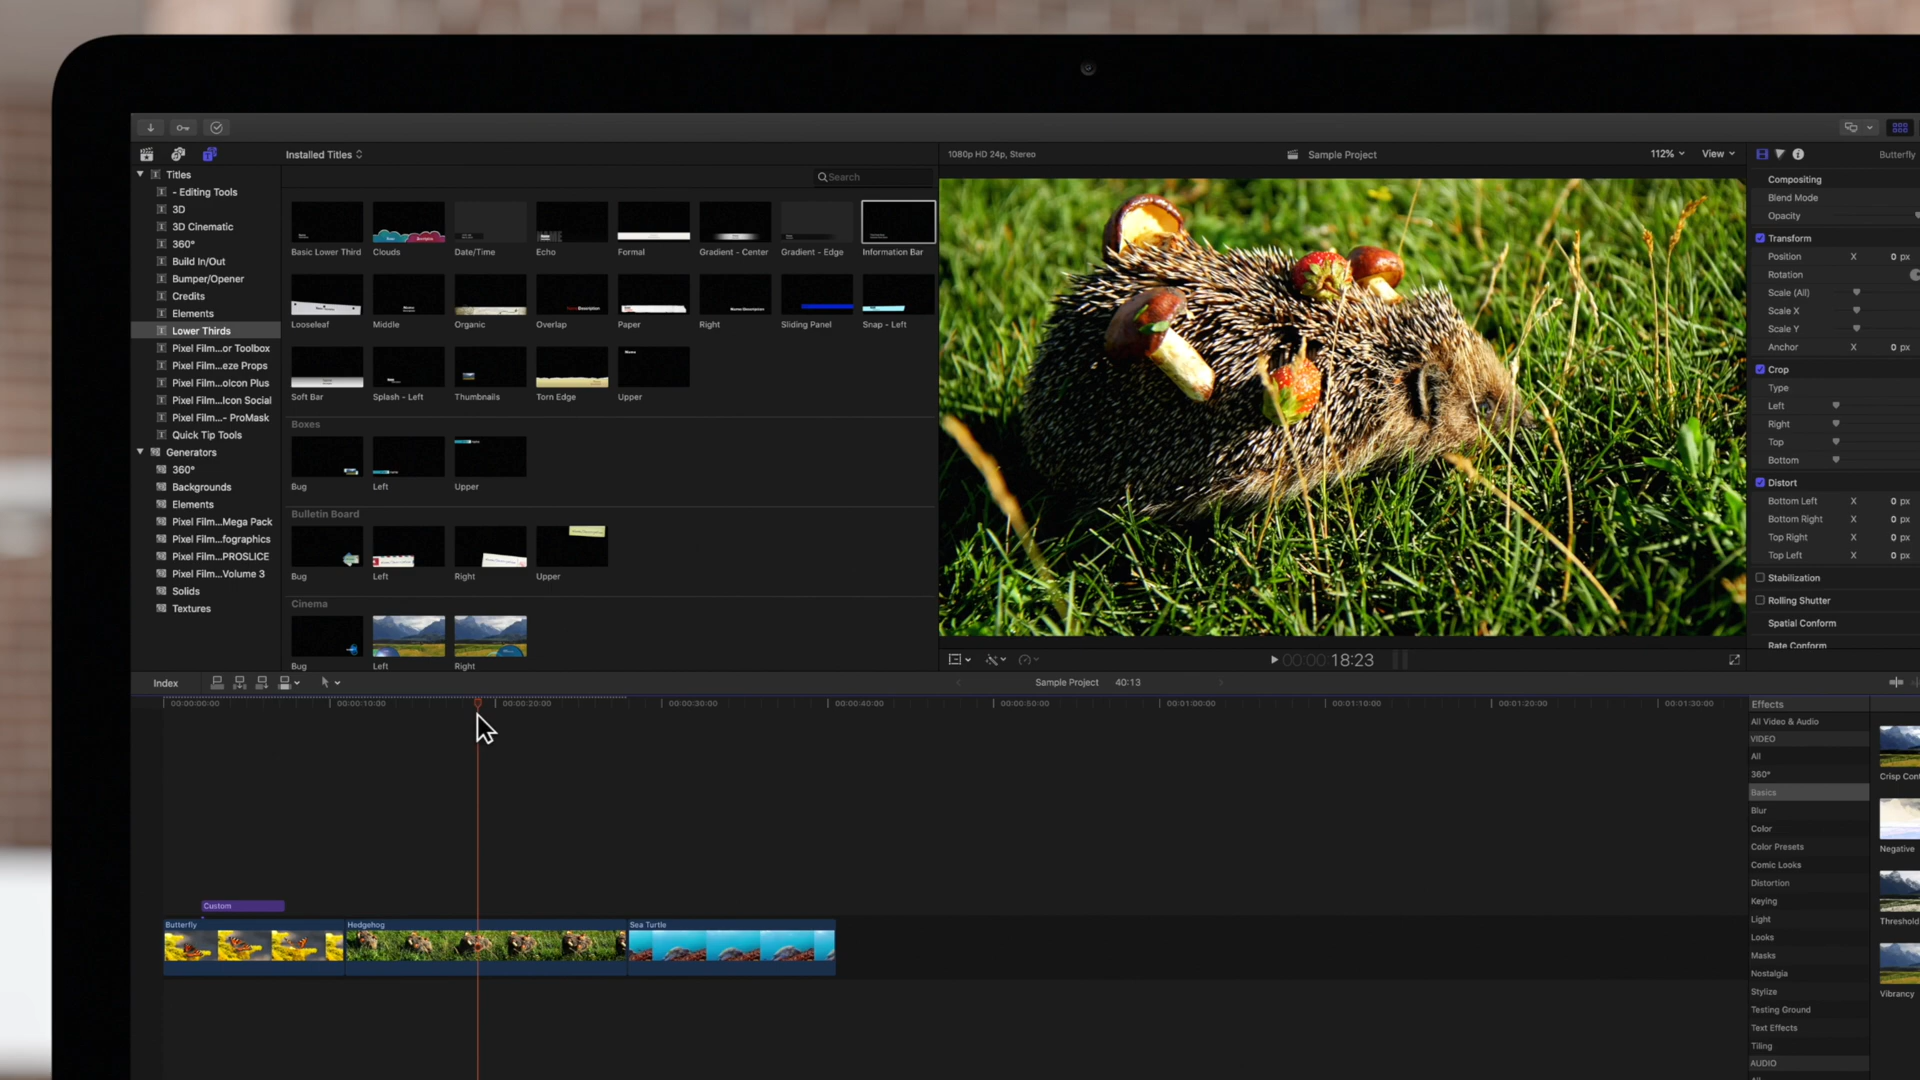 Installed Titles
1080p HD 24p, Stereo
Sample Project
112%
View
Butterfly
Titles
- Editing Tools
3D
3D Cinematic
360°
Build In/Out
Bumper/Opener
Credits
Elements
Lower Thirds
Pixel Film...or Toolbox
Pixel Film...eze Props
Pixel Film...oIcon Plus
Pixel Film...Icon Social
Pixel Film...- ProMask
Quick Tip Tools
Generators
360°
Backgrounds
Elements
Pixel Film...Mega Pack
Pixel Film...fographics
Pixel Film...PROSLICE
Pixel Film...Volume 3
Solids
Textures
Search
Basic Lower Third
Clouds
Date/Time
Echo
Formal
Gradient - Center
Gradient - Edge
Information Bar
Looseleaf
Middle
Organic
Overlap
Paper
Right
Sliding Panel
Snap - Left
Soft Bar
Splash - Left
Thumbnails
Torn Edge
Upper
Boxes
Bug
Left
Upper
Bulletin Board
Bug
Left
Right
Upper
Cinema
Bug
Left
Right
Compositing
Blend Mode
Opacity
Transform
Position X 0 px
Rotation
Scale (All)
Scale X
Scale Y
Anchor X 0 px
Crop
Type
Left
Right
Top
Bottom
Distort
Bottom Left X 0 px
Bottom Right X 0 px
Top Right X 0 px
Top Left X 0 px
Stabilization
Rolling Shutter
Spatial Conform
Rate Conform
00:00:18:23
Index
Sample Project 40:13
00:00:00:00
00:00:10:00
00:00:20:00
00:00:30:00
00:00:40:00
00:00:50:00
00:01:00:00
00:01:10:00
00:01:20:00
00:01:30:00
Custom
Butterfly
Hedgehog
Sea Turtle
Effects
All Video & Audio
VIDEO
All
360°
Basics
Blur
Color
Color Presets
Comic Looks
Distortion
Keying
Light
Looks
Masks
Nostalgia
Stylize
Testing Ground
Text Effects
Tiling
AUDIO
Crisp Con
Negative
Threshold
Vibrancy